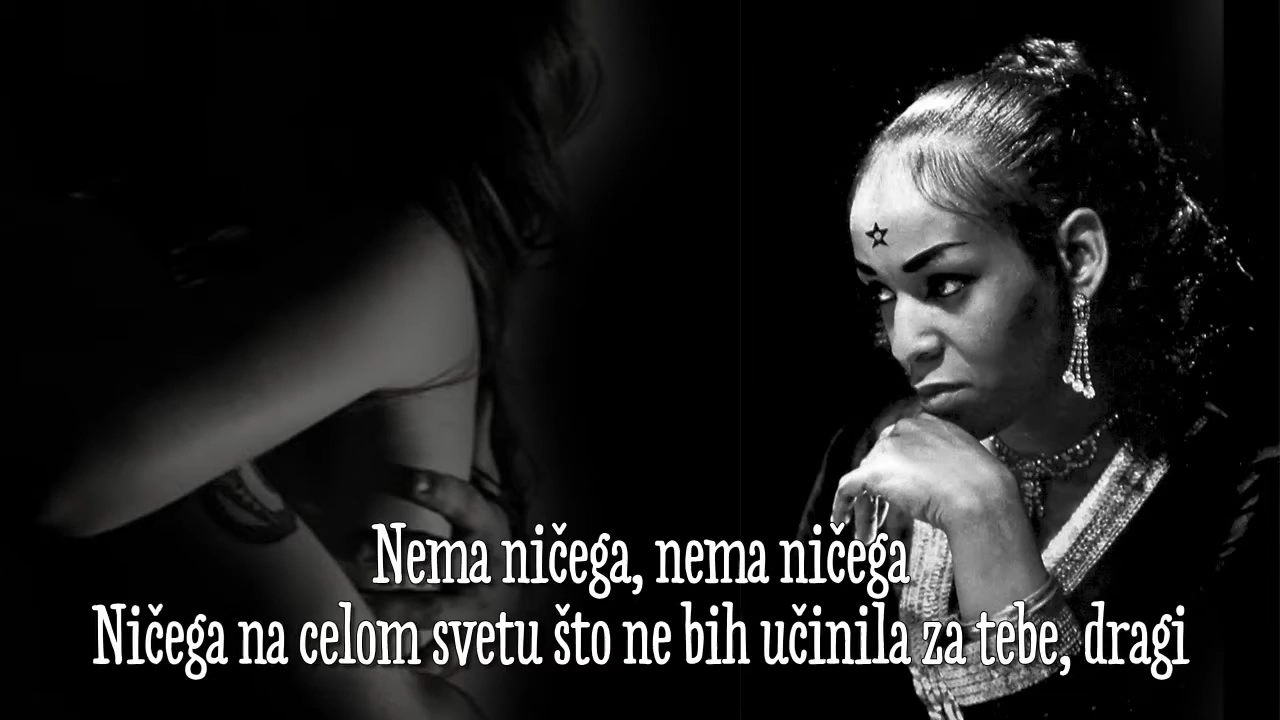 Nema ničega, nema ničega
Ničega na celom svetu što ne bih učinila za tebe, dragi